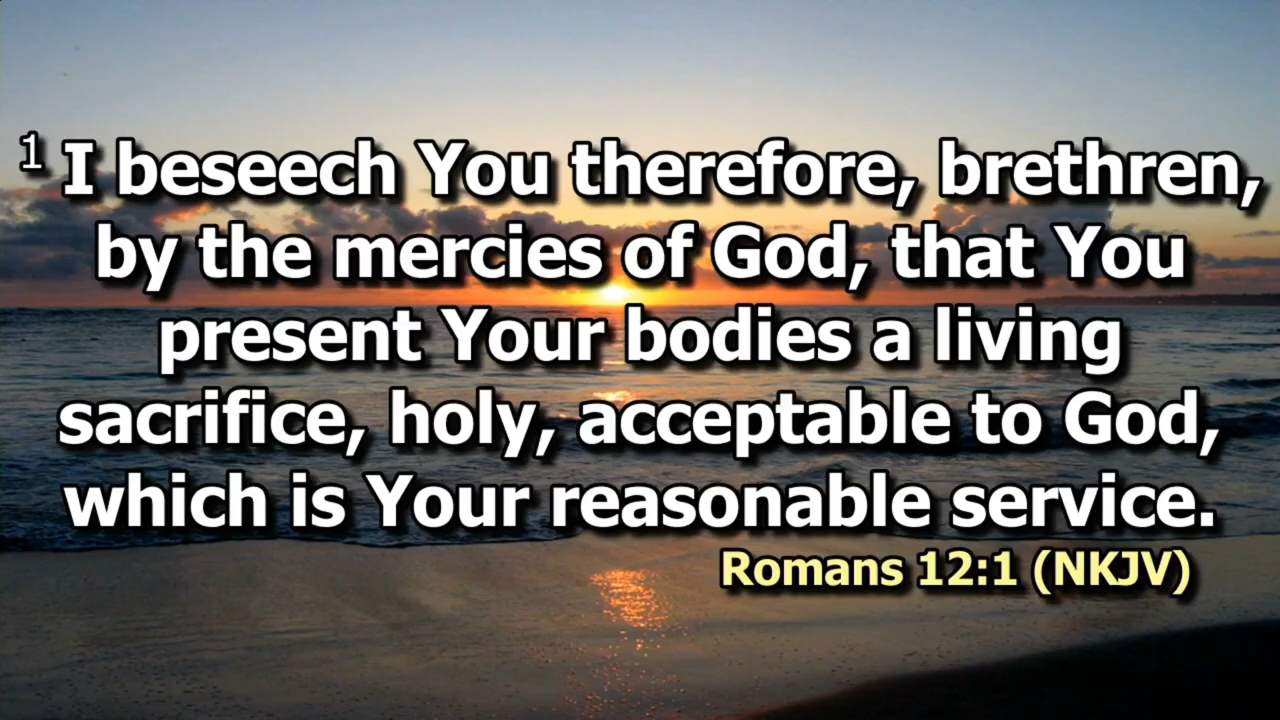 1 I beseech You therefore, brethren,
by the mercies of God, that You
present Your bodies a living
sacrifice, holy, acceptable to God,
which is Your reasonable service.
Romans 12:1 (NKJV)